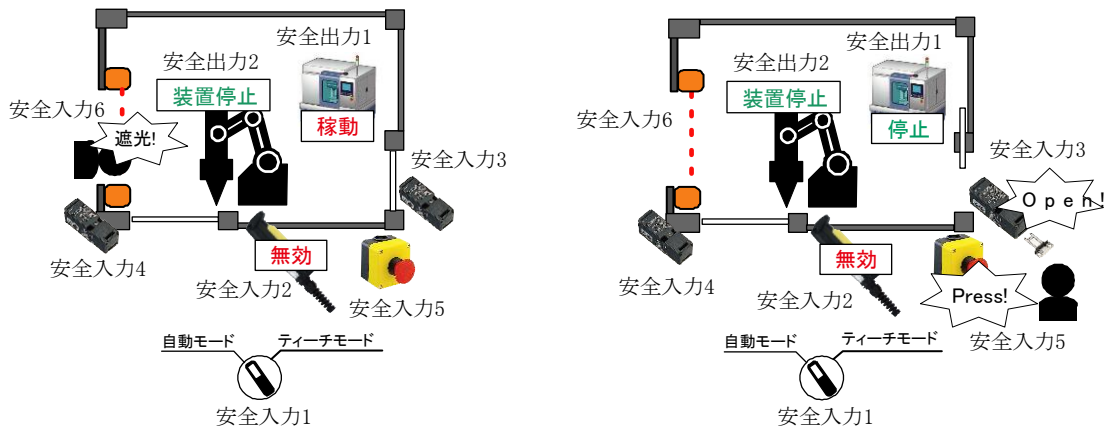 安全出力1
安全出力2
装置停止
稼動
安全入力6
遮光!
安全入力3
無効
安全入力4
安全入力2
安全入力5
自動モード
ティーチモード
安全入力1
安全出力1
安全出力2
装置停止
停止
安全入力6
安全入力3
Open!
無効
安全入力4
安全入力2
Press!
安全入力5
自動モード
ティーチモード
安全入力1